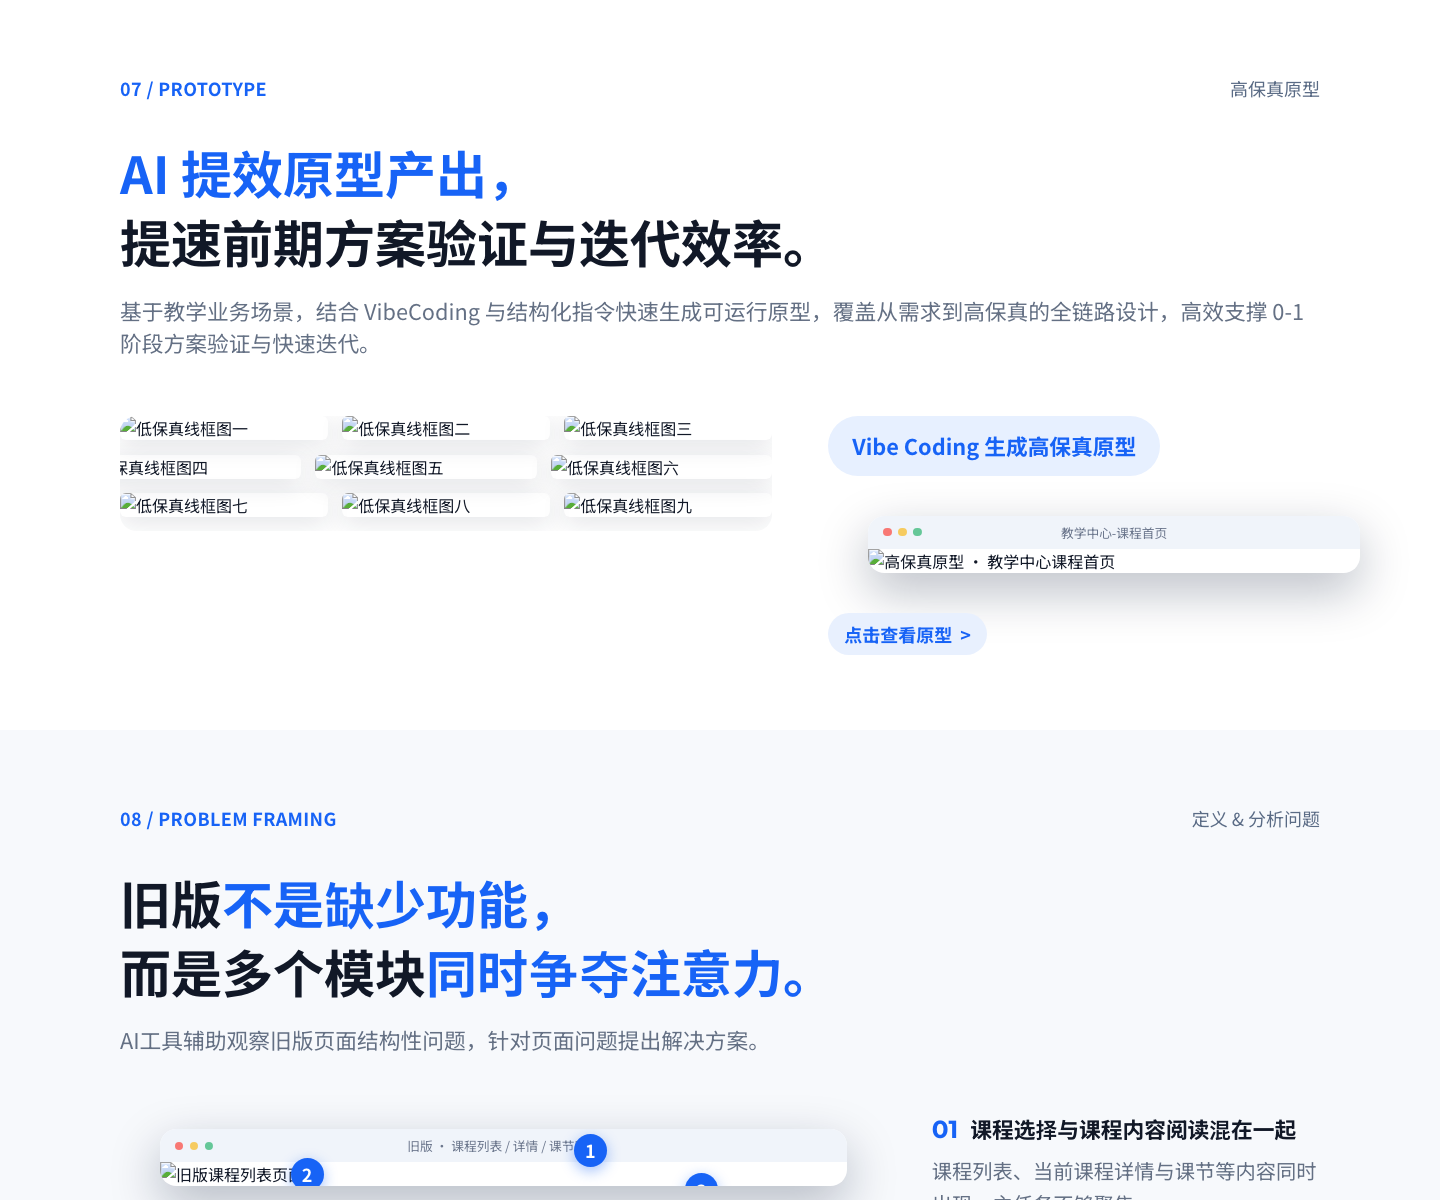 07 / PROTOTYPE
高保真原型
AI 提效原型产出，
提速前期方案验证与迭代效率。
基于教学业务场景，结合 VibeCoding 与结构化指令快速生成可运行原型，覆盖从需求到高保真的全链路设计，高效支撑 0-1
阶段方案验证与快速迭代。
低保真线框图一
低保真线框图二
低保真线框图三
保真线框图四
低保真线框图五
低保真线框图六
低保真线框图七
低保真线框图八
低保真线框图九
Vibe Coding 生成高保真原型
教学中心-课程首页
高保真原型 · 教学中心课程首页
点击查看原型 >
08 / PROBLEM FRAMING
定义 & 分析问题
旧版不是缺少功能，
而是多个模块同时争夺注意力。
AI工具辅助观察旧版页面结构性问题，针对页面问题提出解决方案。
旧版 · 课程列表 / 详情 / 课节
1
旧版课程列表页
2
01 课程选择与课程内容阅读混在一起
课程列表、当前课程详情与课节等内容同时